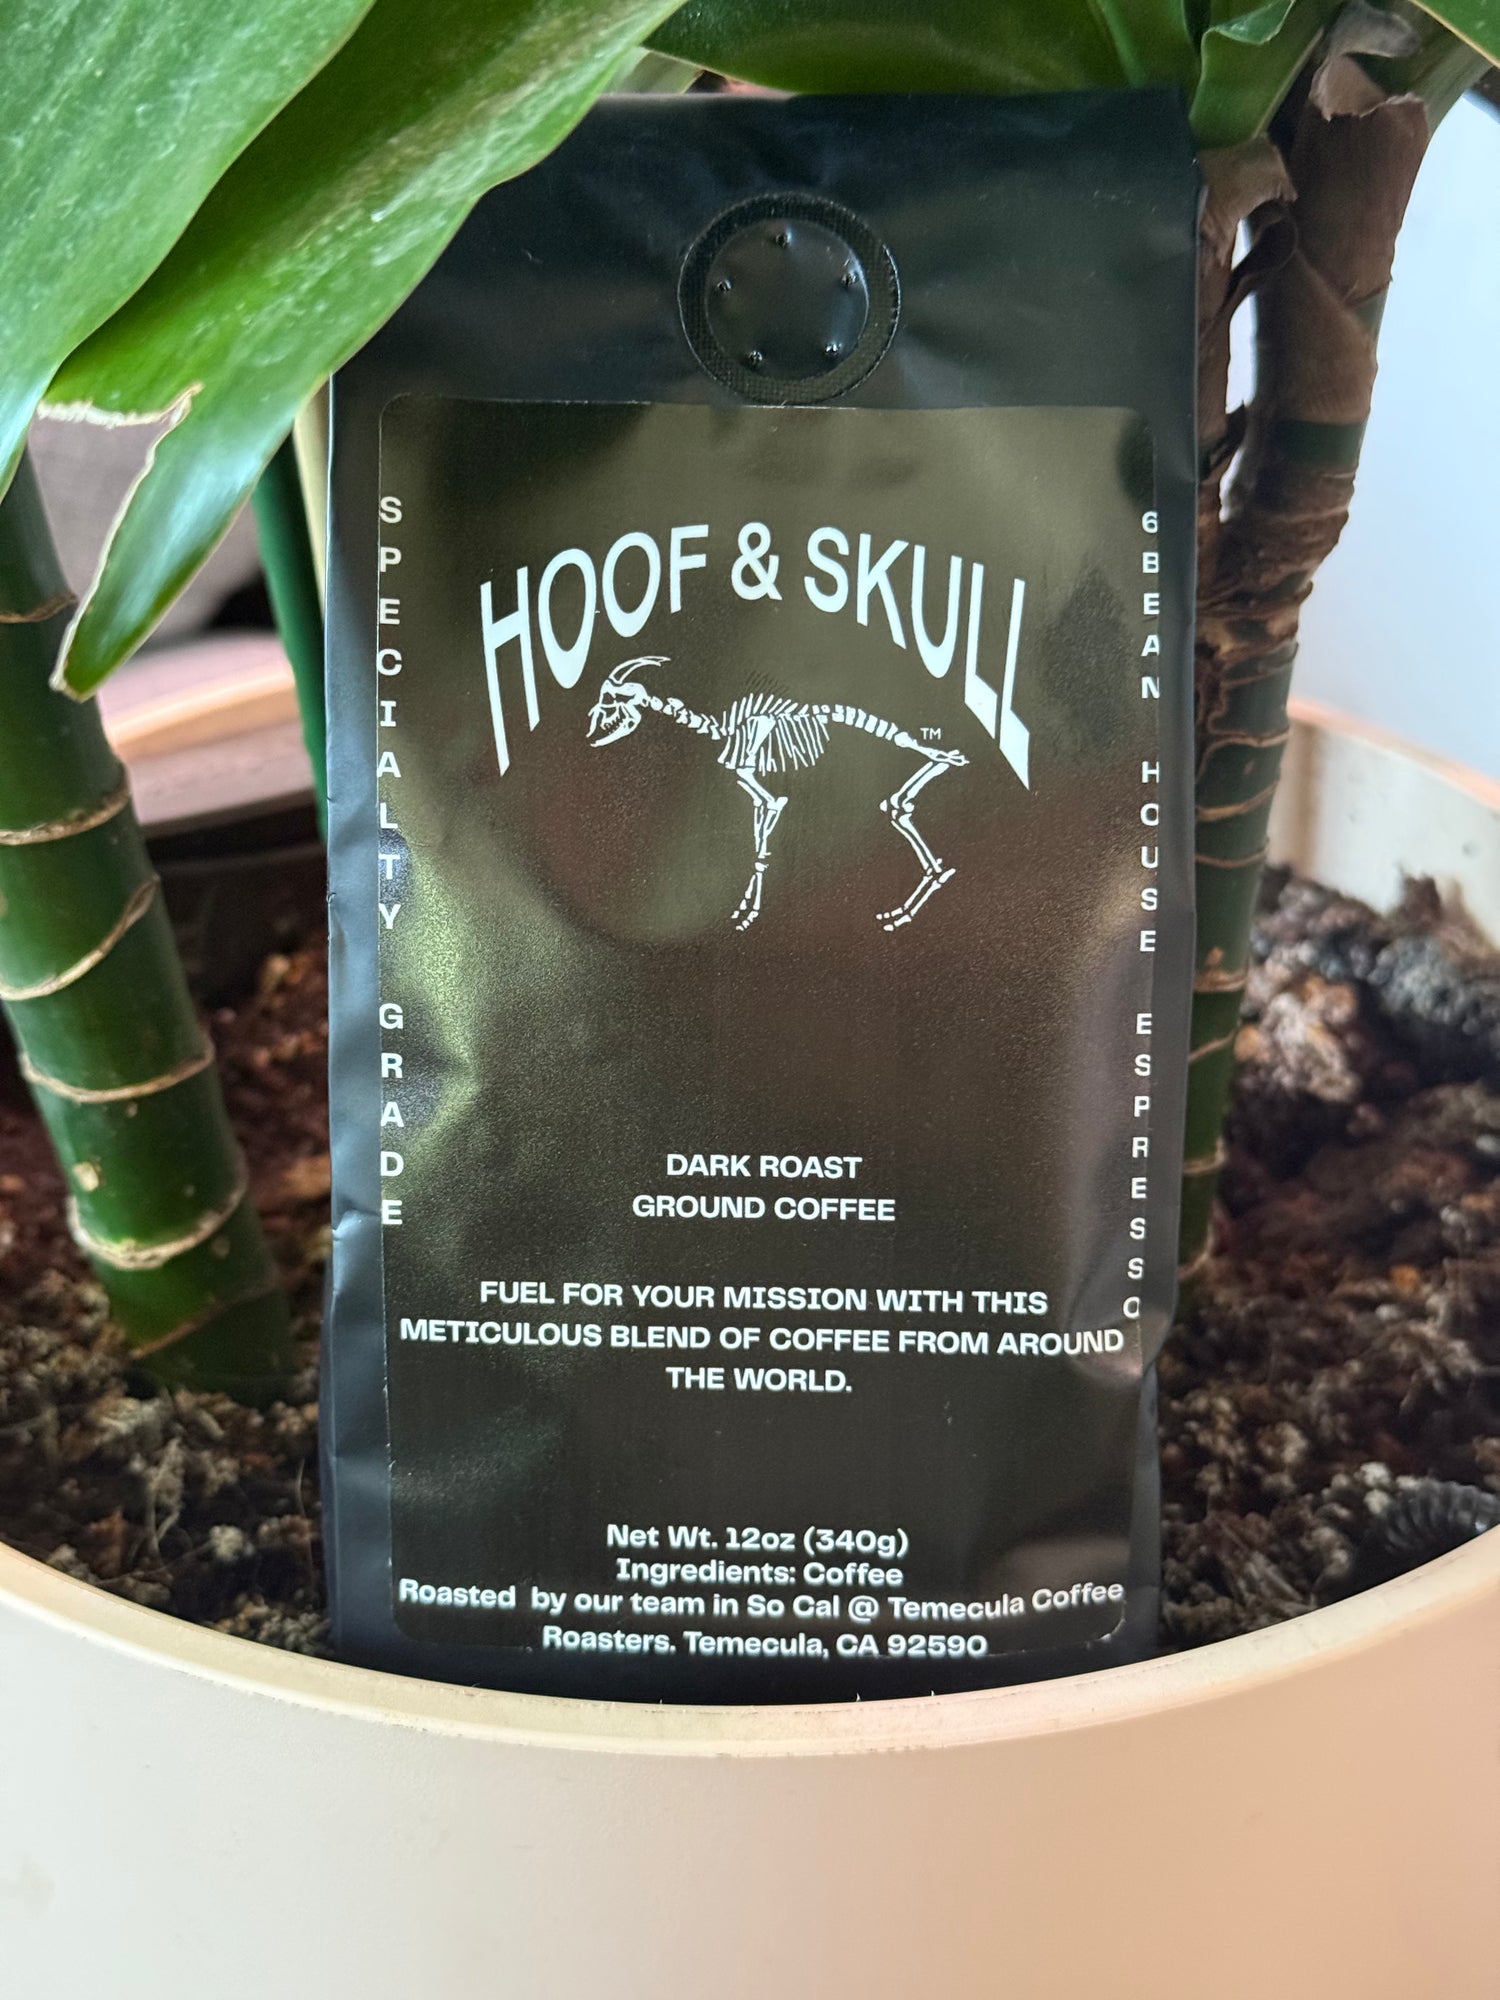 HOOF & SKULL
TM
SPECIALTY GRADE
6 BEAN HOUSE ESPRESSO
DARK ROAST
GROUND COFFEE
FUEL FOR YOUR MISSION WITH THIS
METICULOUS BLEND OF COFFEE FROM AROUND
THE WORLD.
Net Wt. 12oz (340g)
Ingredients: Coffee
Roasted by our team in So Cal @ Temecula Coffee
Roasters. Temecula, CA 92590